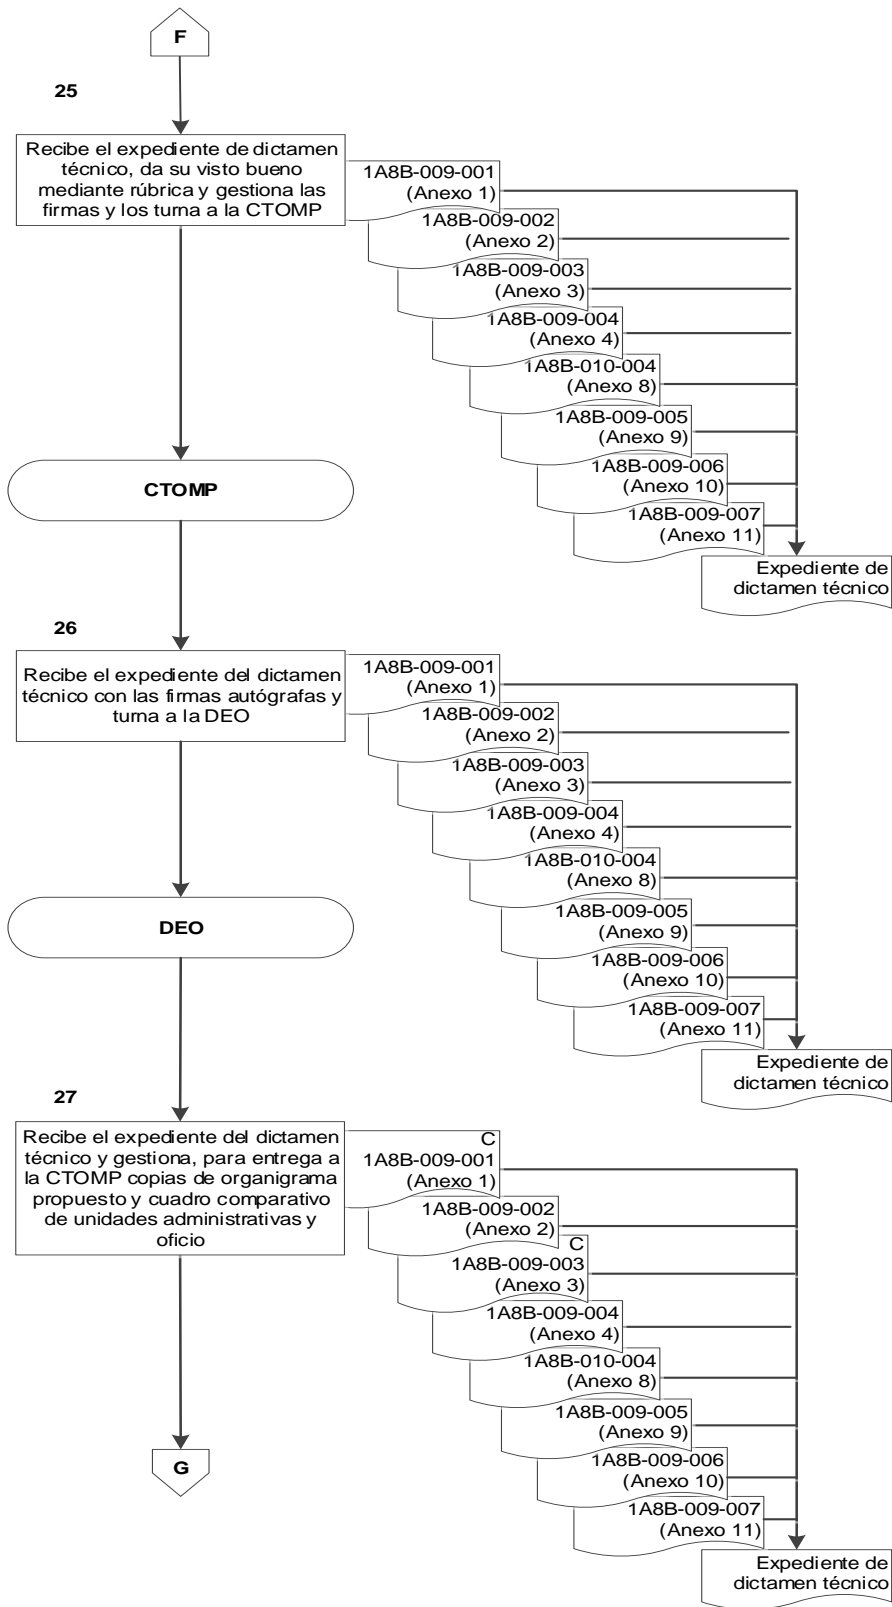 F
25
Recibe el expediente de dictamen
técnico, da su visto bueno
mediante rúbrica y gestiona las
firmas y los turna a la CTOMP
1A8B-009-001
(Anexo 1)
1A8B-009-002
(Anexo 2)
1A8B-009-003
(Anexo 3)
1A8B-009-004
(Anexo 4)
1A8B-010-004
(Anexo 8)
1A8B-009-005
(Anexo 9)
1A8B-009-006
(Anexo 10)
1A8B-009-007
(Anexo 11)
Expediente de
dictamen técnico
CTOMP
26
Recibe el expediente del dictamen
técnico con las firmas autógrafas y
turna a la DEO
1A8B-009-001
(Anexo 1)
1A8B-009-002
(Anexo 2)
1A8B-009-003
(Anexo 3)
1A8B-009-004
(Anexo 4)
1A8B-010-004
(Anexo 8)
1A8B-009-005
(Anexo 9)
1A8B-009-006
(Anexo 10)
1A8B-009-007
(Anexo 11)
Expediente de
dictamen técnico
DEO
27
Recibe el expediente del dictamen
técnico y gestiona, para entrega a
la CTOMP copias de organigrama
propuesto y cuadro comparativo
de unidades administrativas y
oficio
C
1A8B-009-001
(Anexo 1)
1A8B-009-002
(Anexo 2)
C
1A8B-009-003
(Anexo 3)
1A8B-009-004
(Anexo 4)
1A8B-010-004
(Anexo 8)
1A8B-009-005
(Anexo 9)
1A8B-009-006
(Anexo 10)
1A8B-009-007
(Anexo 11)
Expediente de
dictamen técnico
G